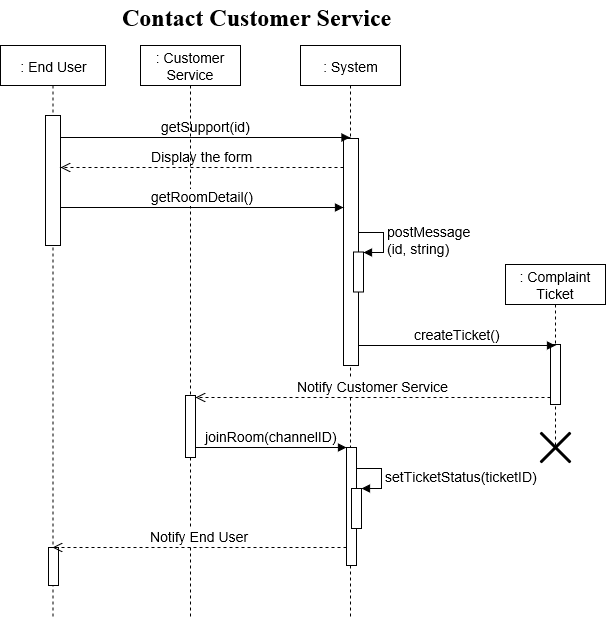 Contact Customer Service
: End User
: Customer
Service
: System
getSupport(id)
Display the form
getRoomDetail()
postMessage
(id, string)
: Complaint
Ticket
createTicket()
Notify Customer Service
joinRoom(channelID)
setTicketStatus(ticketID)
Notify End User